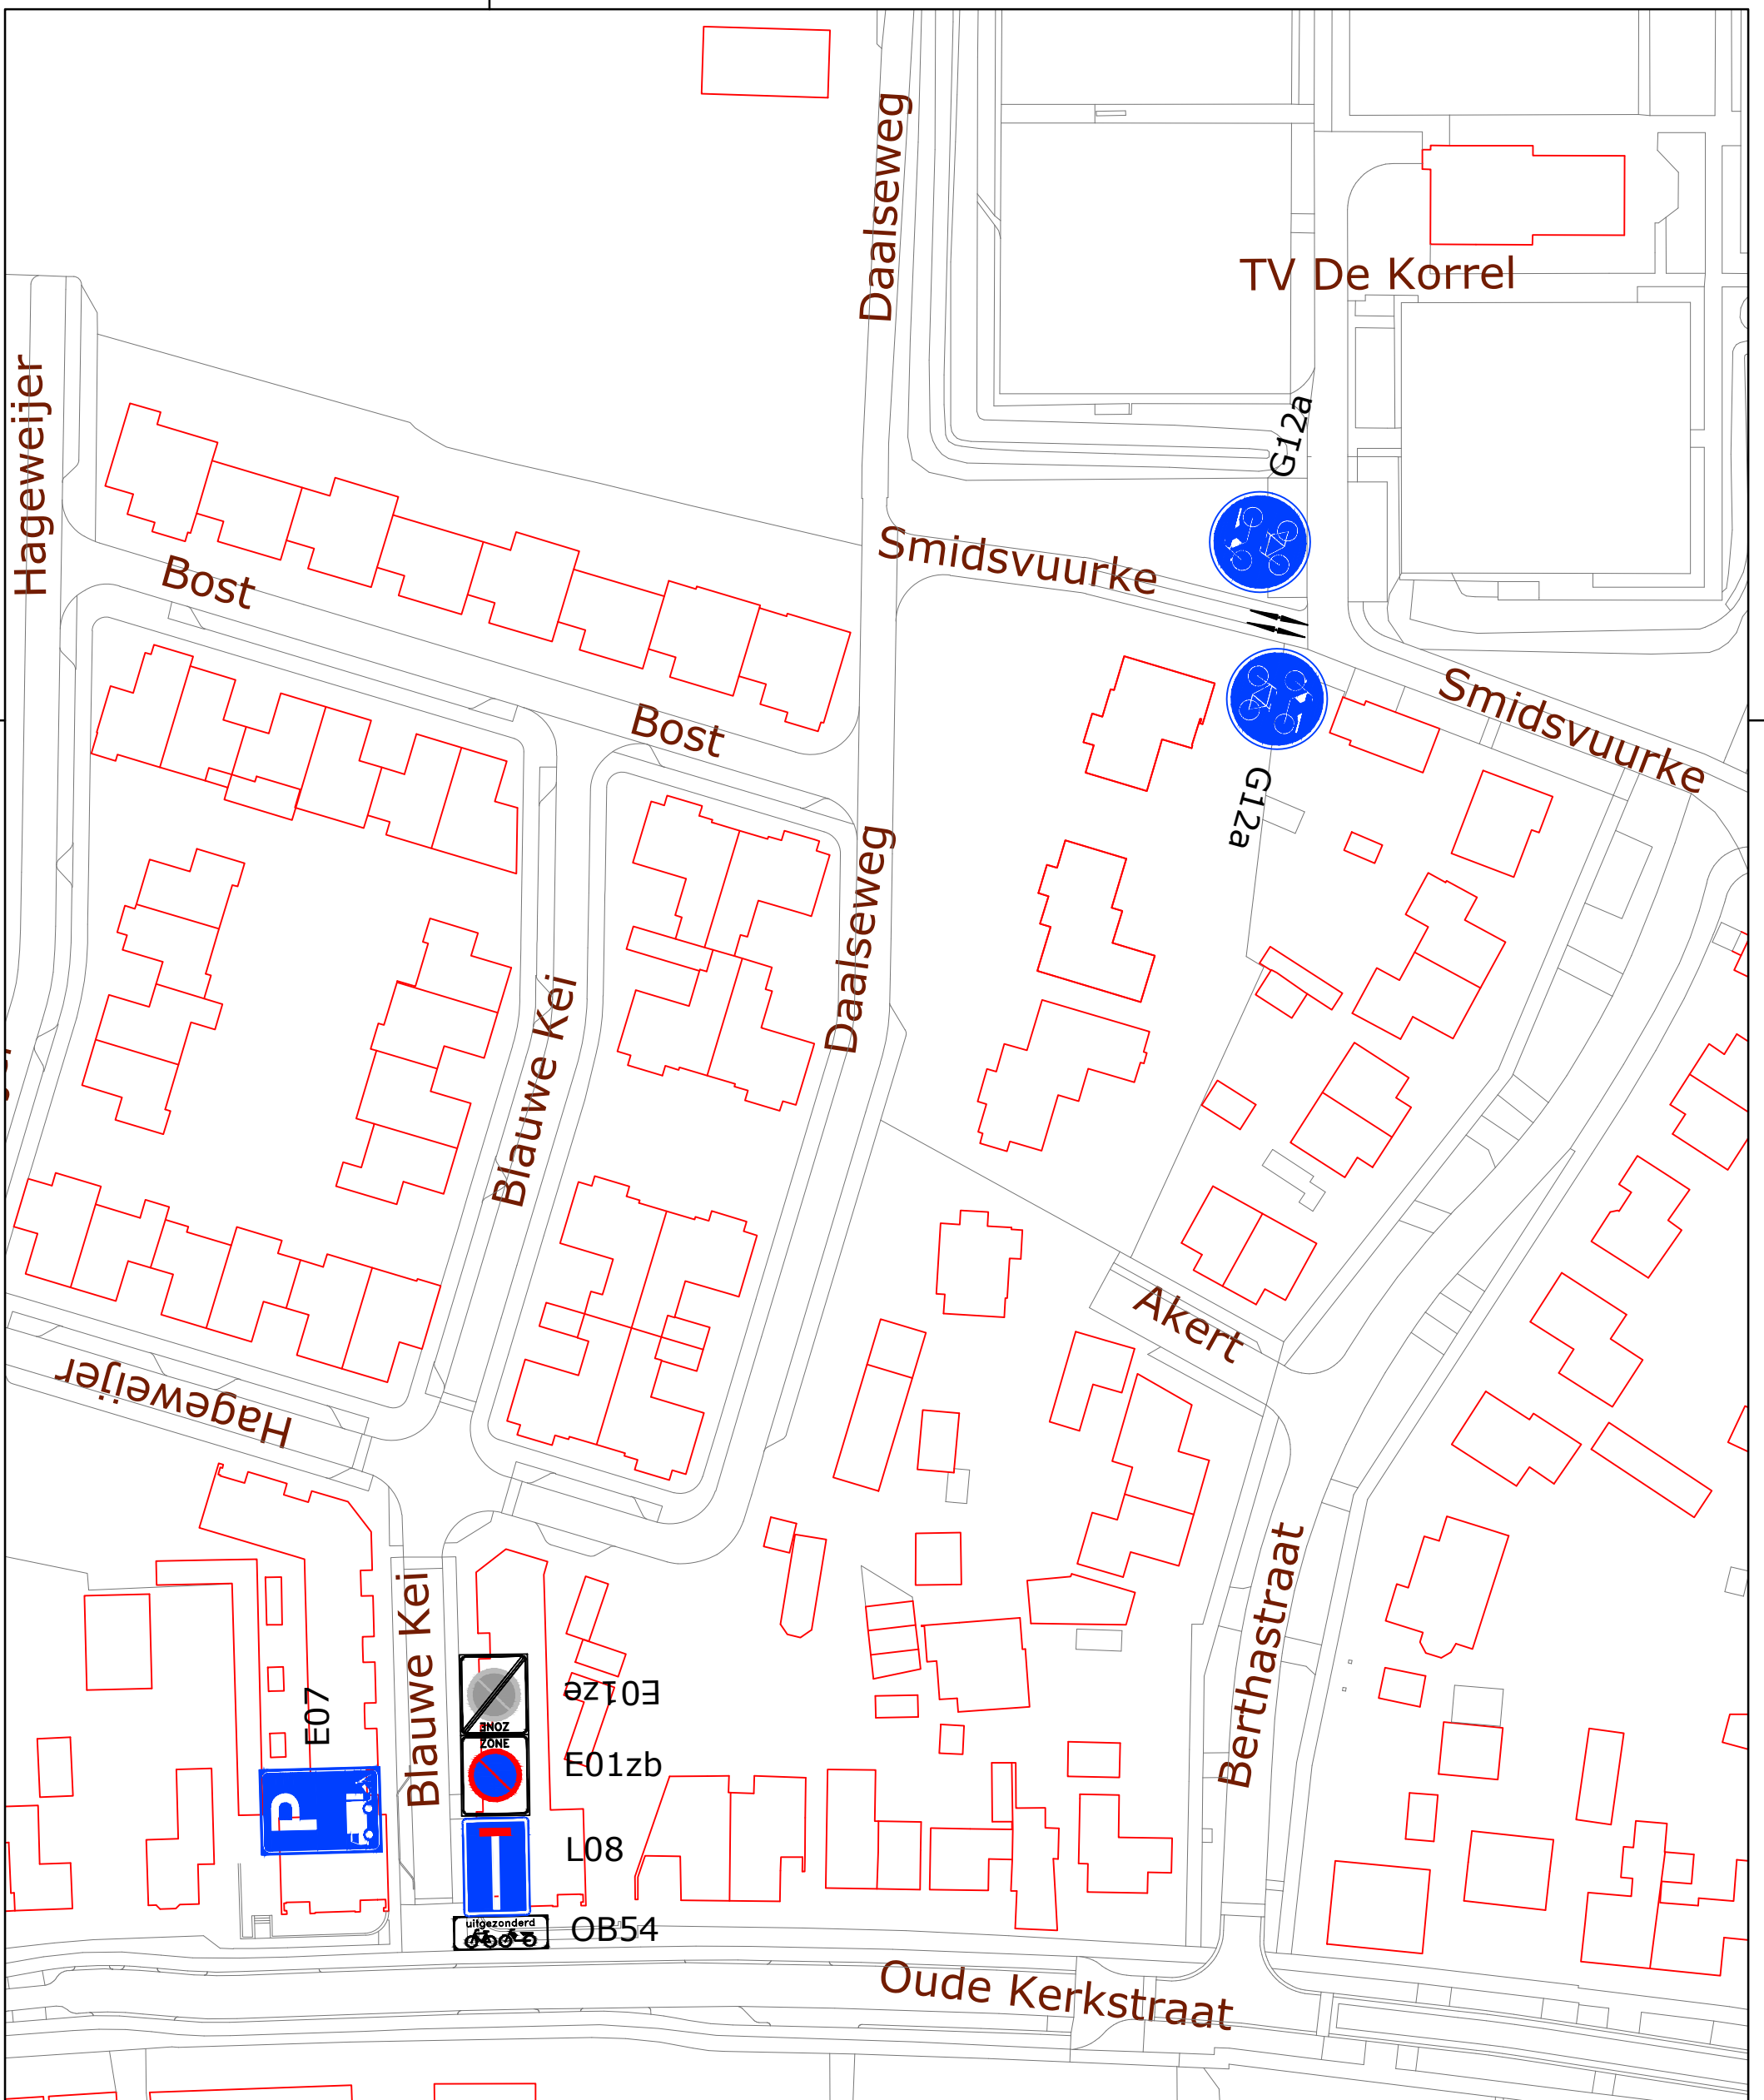 Daalseweg
TV De Korrel
Hageweijer
G12a
Smidsvuurke
Bost
Smidsvuurke
Bost
G12a
Daalseweg
Blauwe Kei
Akert
Hageweijer
Berthastraat
Blauwe Kei
E07
E01ze
ZONE
ZONE
E01zb
P
L08
uitgezonderd
OB54
Oude Kerkstraat